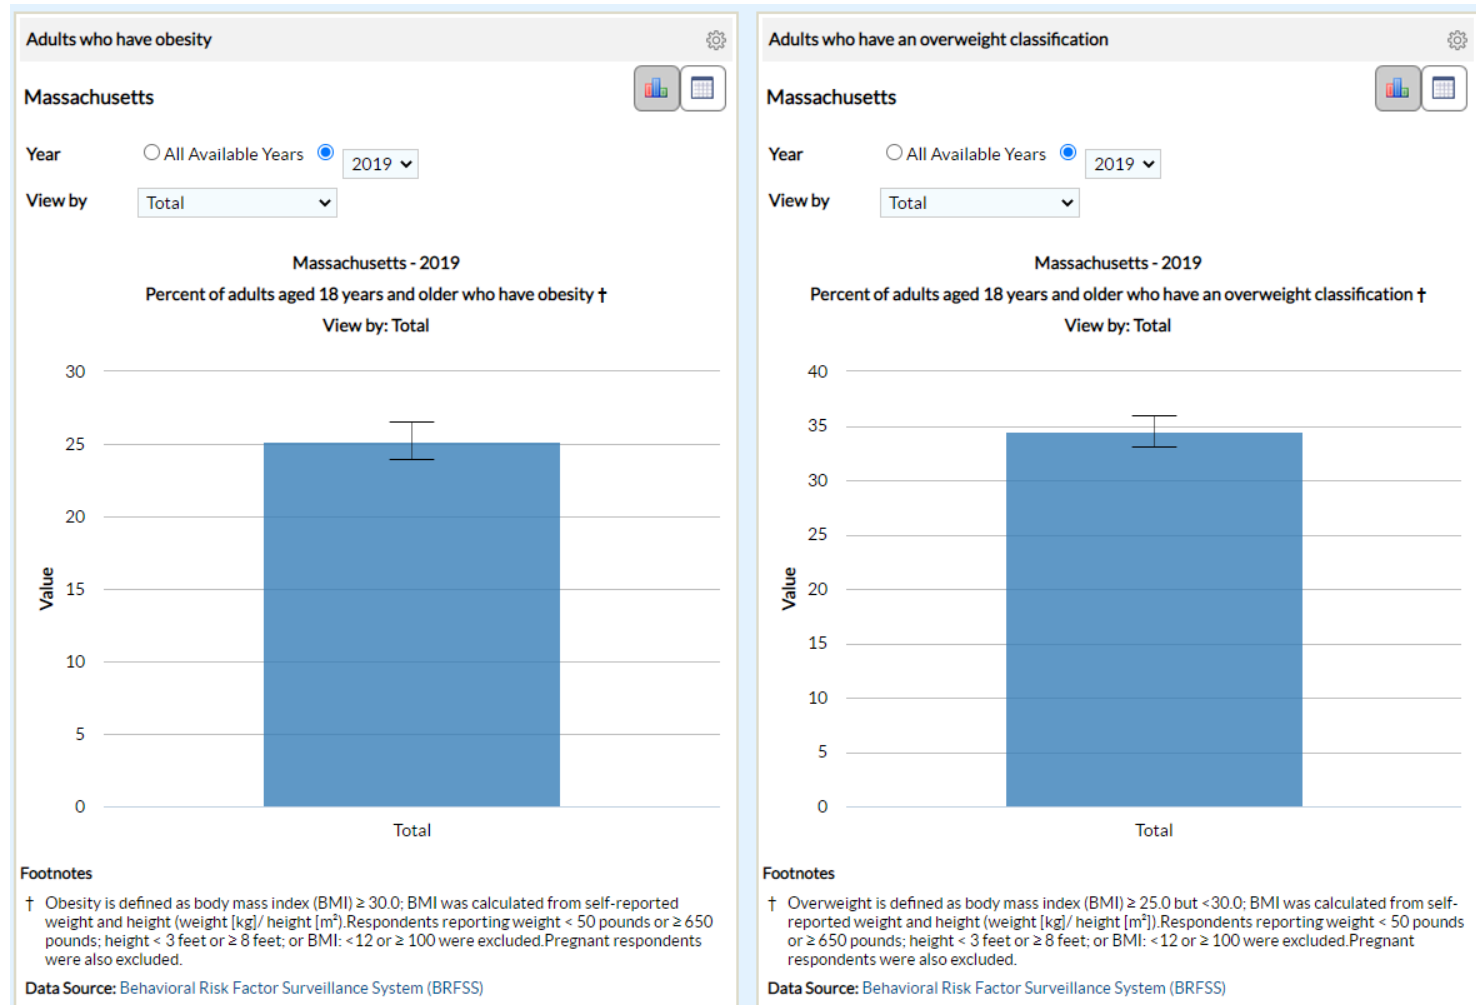 Adults who have obesity
Massachusetts
Year
All Available Years
2019
View by
Total
Massachusetts - 2019
Percent of adults aged 18 years and older who have obesity †
View by: Total
30
25
20
15
10
5
0
Value
Total
Footnotes
† Obesity is defined as body mass index (BMI) ≥ 30.0; BMI was calculated from self-reported
weight and height (weight [kg]/ height [m²).Respondents reporting weight < 50 pounds or ≥ 650
pounds; height < 3 feet or ≥ 8 feet; or BMI: <12 or ≥ 100 were excluded.Pregnant respondents
were also excluded.
Data Source: Behavioral Risk Factor Surveillance System (BRFSS)
Adults who have an overweight classification
Massachusetts
Year
All Available Years
2019
View by
Total
Massachusetts - 2019
Percent of adults aged 18 years and older who have an overweight classification †
View by: Total
40
35
30
25
20
15
10
5
0
Value
Total
Footnotes
† Overweight is defined as body mass index (BMI) ≥ 25.0 but <30.0; BMI was calculated from self-
reported weight and height (weight [kg]/ height [m²]).Respondents reporting weight < 50 pounds
or ≥ 650 pounds; height < 3 feet or ≥ 8 feet; or BMI: <12 or ≥ 100 were excluded.Pregnant
respondents were also excluded.
Data Source: Behavioral Risk Factor Surveillance System (BRFSS)